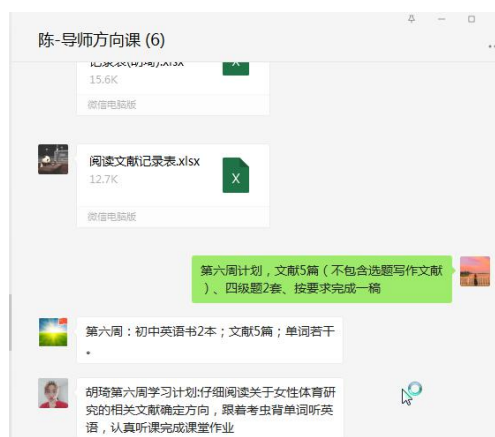 陈-导师方向课 (6)
记录表(胡琦).xlsx
15.6K
微信电脑版
阅读文献记录表.xlsx
12.7K
X
微信电脑版
第六周计划，文献5篇（不包含选题写作文献
）、四级题2套、按要求完成一稿
第六周：初中英语书2本；文献5篇；单词若干
。
胡琦第六周学习计划:仔细阅读关于女性体育研
究的相关文献确定方向，跟着考虫背单词听英
语，认真听课完成课堂作业